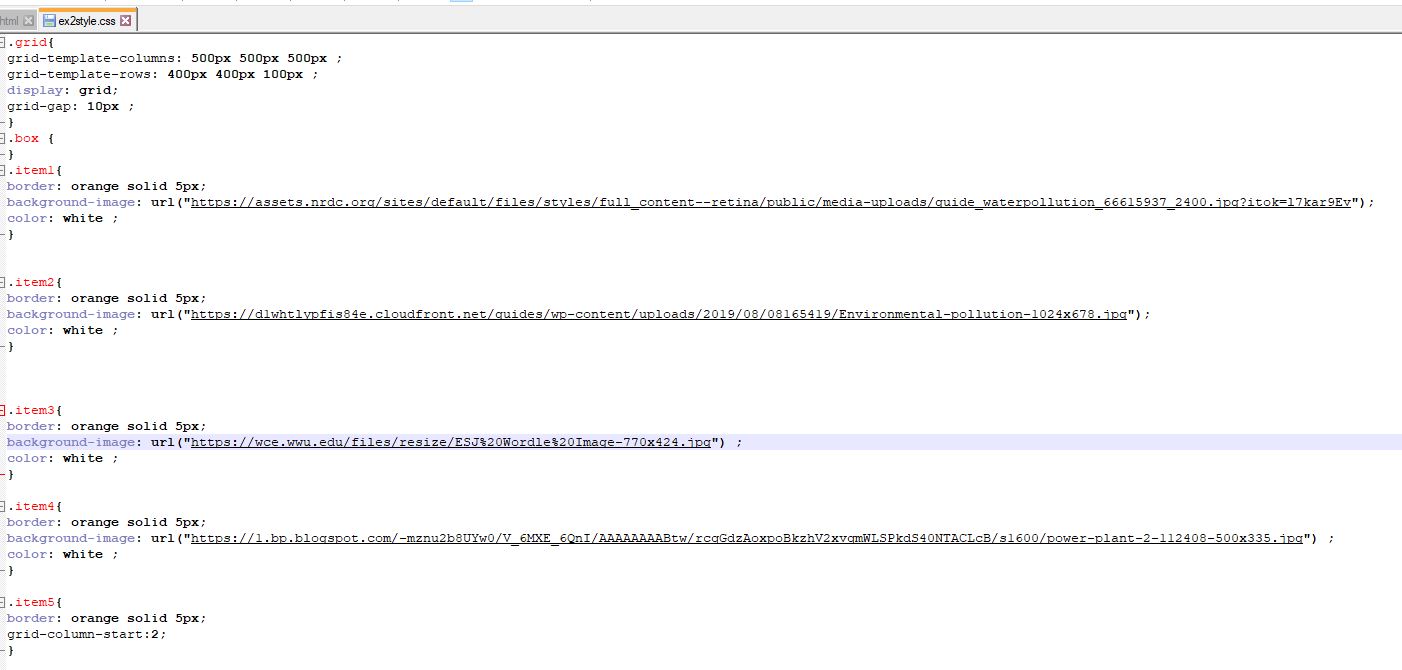 html
ex2style.css
.grid{
grid-template-columns: 500px 500px 500px ;
grid-template-rows: 400px 400px 100px ;
display: grid;
grid-gap: 10px ;
}
.box {
}
.item1{
border: orange solid 5px;
background-image: url("https://assets.nrdc.org/sites/default/files/styles/full_content--retina/public/media-uploads/guide_waterpollution_66615937_2400.jpg?itok=l7kar9Ev");
color: white ;
}
.item2{
border: orange solid 5px;
background-image: url("https://d1whtlypfis84e.cloudfront.net/guides/wp-content/uploads/2019/08/08165419/Environmental-pollution-1024x678.jpg");
color: white ;
}
.item3{
border: orange solid 5px;
background-image: url("https://wce.wwu.edu/files/resize/ESJ%20Wordle%20Image-770x424.jpg") ;
color: white ;
}
.item4{
border: orange solid 5px;
background-image: url("https://1.bp.blogspot.com/-mznu2b8UYw0/V_6MXE_6QnI/AAAAAAAABtw/rcqGdzAoxpoBkzhV2xvqmWLSPkdS40NTACLcB/s1600/power-plant-2-112408-500x335.jpg") ;
color: white ;
}
.item5{
border: orange solid 5px;
grid-column-start:2;
}